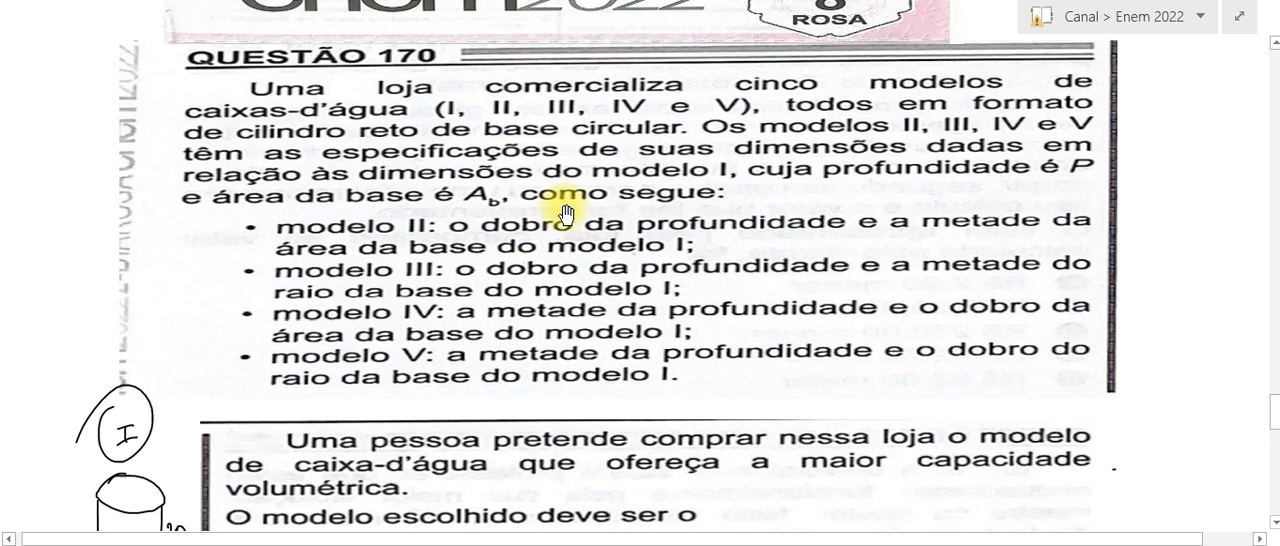 Canal > Enem 2022
enem2022
8
ROSA
QUESTÃO 170
Uma loja comercializa cinco modelos de
caixas-d'água (I, II, III, IV e V), todos em formato
de cilindro reto de base circular. Os modelos II, III, IV e V
têm as especificações de suas dimensões dadas em
relação às dimensões do modelo I, cuja profundidade é P
e área da base é Ab, como segue:
• modelo II: o dobro da profundidade e a metade da
área da base do modelo I;
• modelo III: o dobro da profundidade e a metade do
raio da base do modelo I;
• modelo IV: a metade da profundidade e o dobro da
área da base do modelo I;
• modelo V: a metade da profundidade e o dobro do
raio da base do modelo I.
I
Uma pessoa pretende comprar nessa loja o modelo
de caixa-d'água que ofereça a maior capacidade
volumétrica.
O modelo escolhido deve ser o